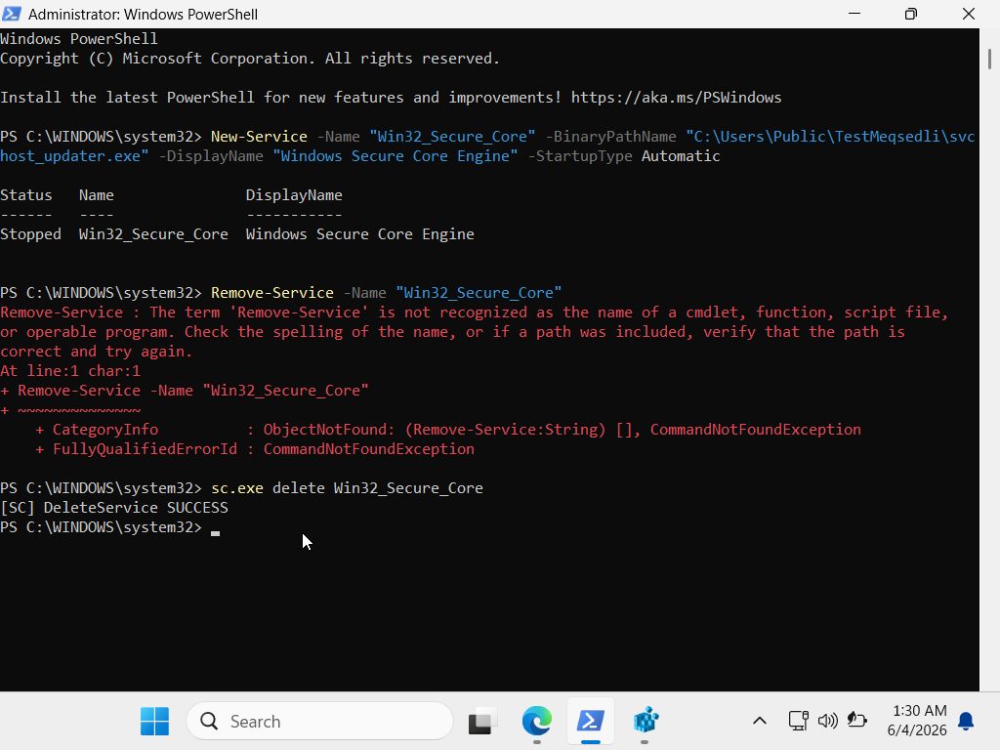 Administrator: Windows PowerShell
Windows PowerShell
Copyright (C) Microsoft Corporation. All rights reserved.
Install the latest PowerShell for new features and improvements! https://aka.ms/PSWindows
PS C:\WINDOWS\system32> New-Service -Name "Win32_Secure_Core" -BinaryPathName "C:\Users\Public\TestMeqsedli\svc
host_updater.exe" -DisplayName "Windows Secure Core Engine" -StartupType Automatic
Status   Name               DisplayName
------   ----               -----------
Stopped  Win32_Secure_Core  Windows Secure Core Engine
PS C:\WINDOWS\system32> Remove-Service -Name "Win32_Secure_Core"
Remove-Service : The term 'Remove-Service' is not recognized as the name of a cmdlet, function, script file,
or operable program. Check the spelling of the name, or if a path was included, verify that the path is
correct and try again.
At line:1 char:1
+ Remove-Service -Name "Win32_Secure_Core"
+ ~~~~~~~~~~~~~~
    + CategoryInfo          : ObjectNotFound: (Remove-Service:String) [], CommandNotFoundException
    + FullyQualifiedErrorId : CommandNotFoundException
PS C:\WINDOWS\system32> sc.exe delete Win32_Secure_Core
[SC] DeleteService SUCCESS
PS C:\WINDOWS\system32>
Search
1:30 AM
6/4/2026